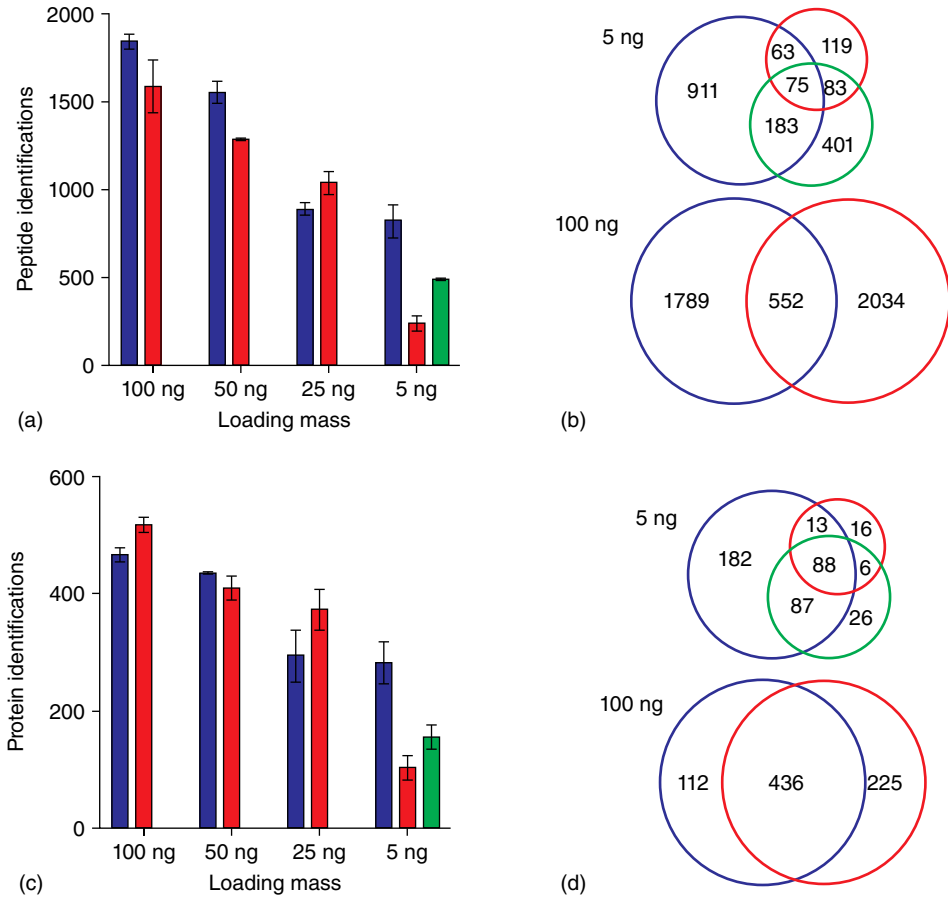 2000
1500
1000
500
0
Peptide identifications
100 ng 50 ng 25 ng 5 ng
Loading mass
(a)
5 ng
63
119
911
75
83
183
401
100 ng
1789
552
2034
(b)
600
400
200
0
Protein identifications
100 ng 50 ng 25 ng 5 ng
Loading mass
(c)
5 ng
13
16
182
88
6
87
26
100 ng
112
436
225
(d)